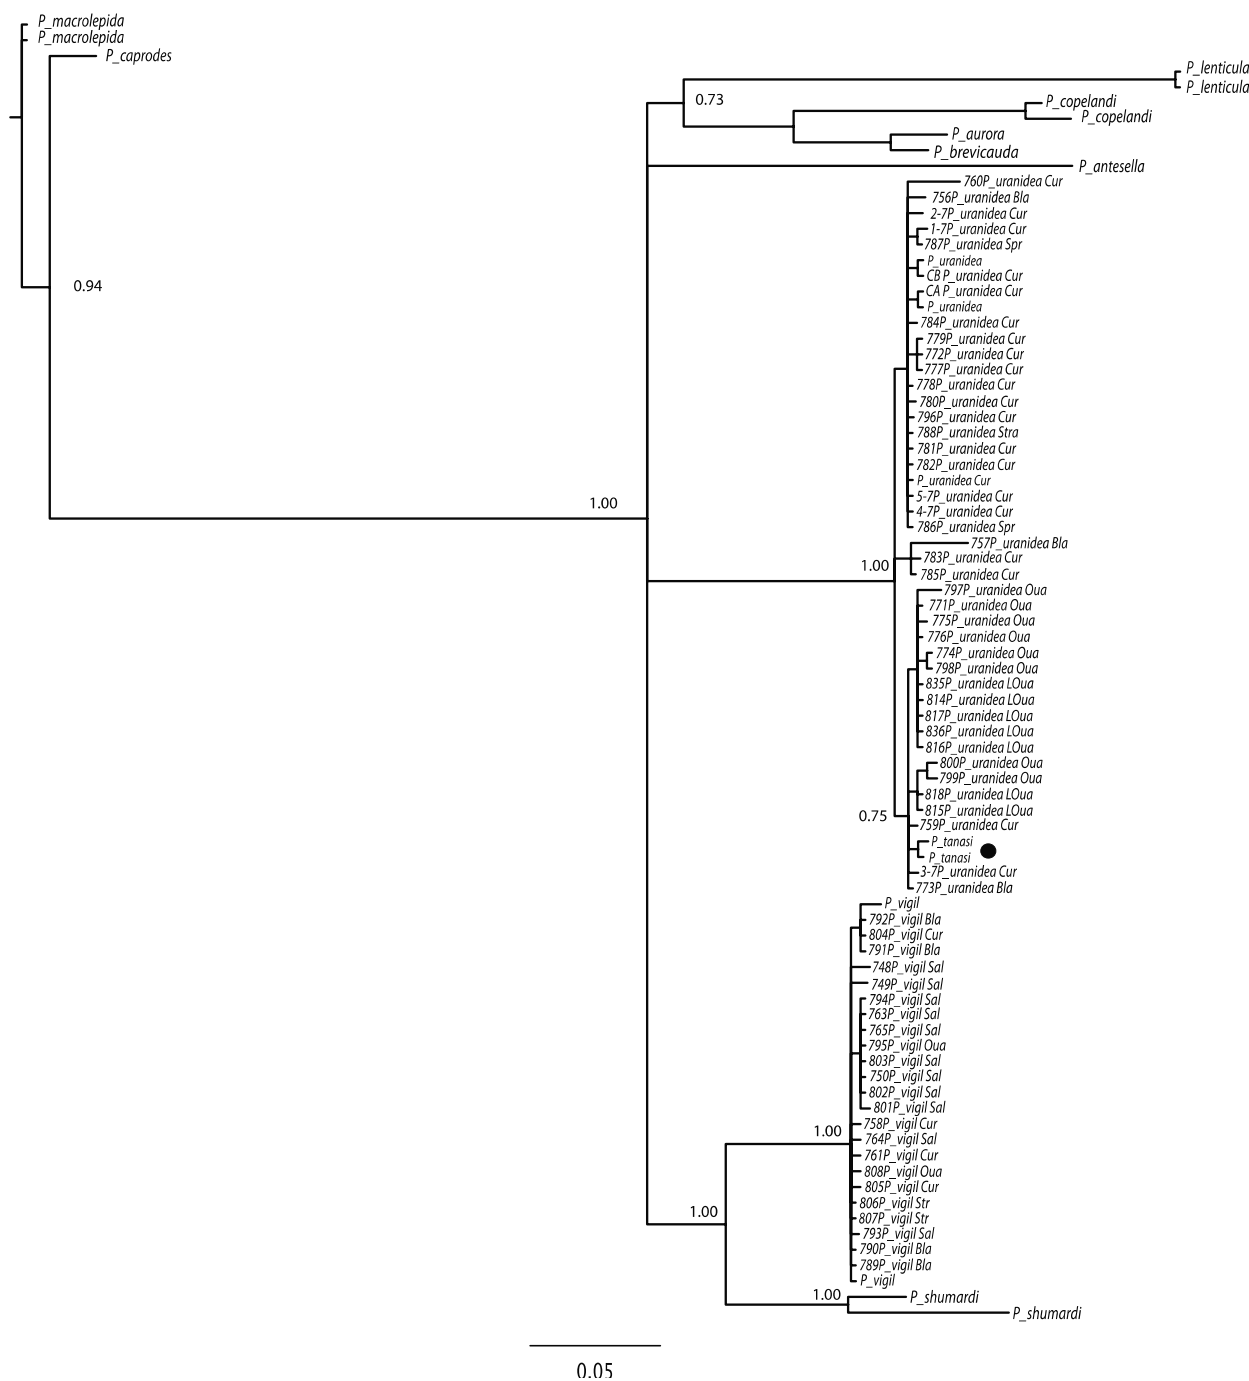 P_macrolepida
P_macrolepida
P_caprodes
P_lenticula
P_lenticula
0.73
P_copelandi
P_copelandi
P_aurora
P_brevicauda
P_antesella
760P_uranidea Cur
756P_uranidea Bla
2-7P_uranidea Cur
1-7P_uranidea Cur
787P_uranidea Spr
P_uranidea
CB P_uranidea Cur
0.94
CA P_uranidea Cur
P_uranidea
784P_uranidea Cur
779P_uranidea Cur
772P_uranidea Cur
777P_uranidea Cur
778P_uranidea Cur
780P_uranidea Cur
796P_uranidea Cur
788P_uranidea Stra
781P_uranidea Cur
782P_uranidea Cur
P_uranidea Cur
5-7P_uranidea Cur
1.00
4-7P_uranidea Cur
786P_uranidea Spr
757P_uranidea Bla
783P_uranidea Cur
1.00
785P_uranidea Cur
797P_uranidea Oua
771P_uranidea Oua
775P_uranidea Oua
776P_uranidea Oua
774P_uranidea Oua
798P_uranidea Oua
835P_uranidea LOua
814P_uranidea LOua
817P_uranidea LOua
836P_uranidea LOua
816P_uranidea LOua
800P_uranidea Oua
799P_uranidea Oua
818P_uranidea LOua
815P_uranidea LOua
0.75
759P_uranidea Cur
P_tanasi
P_tanasi
3-7P_uranidea Cur
773P_uranidea Bla
P_vigil
792P_vigil Bla
804P_vigil Cur
791P_vigil Bla
748P_vigil Sal
749P_vigil Sal
794P_vigil Sal
763P_vigil Sal
765P_vigil Sal
795P_vigil Oua
803P_vigil Sal
750P_vigil Sal
802P_vigil Sal
801P_vigil Sal
758P_vigil Cur
1.00
764P_vigil Sal
761P_vigil Cur
808P_vigil Oua
805P_vigil Cur
806P_vigil Str
1.00
807P_vigil Str
793P_vigil Sal
790P_vigil Bla
789P_vigil Bla
P_vigil
1.00
P_shumardi
P_shumardi
0.05